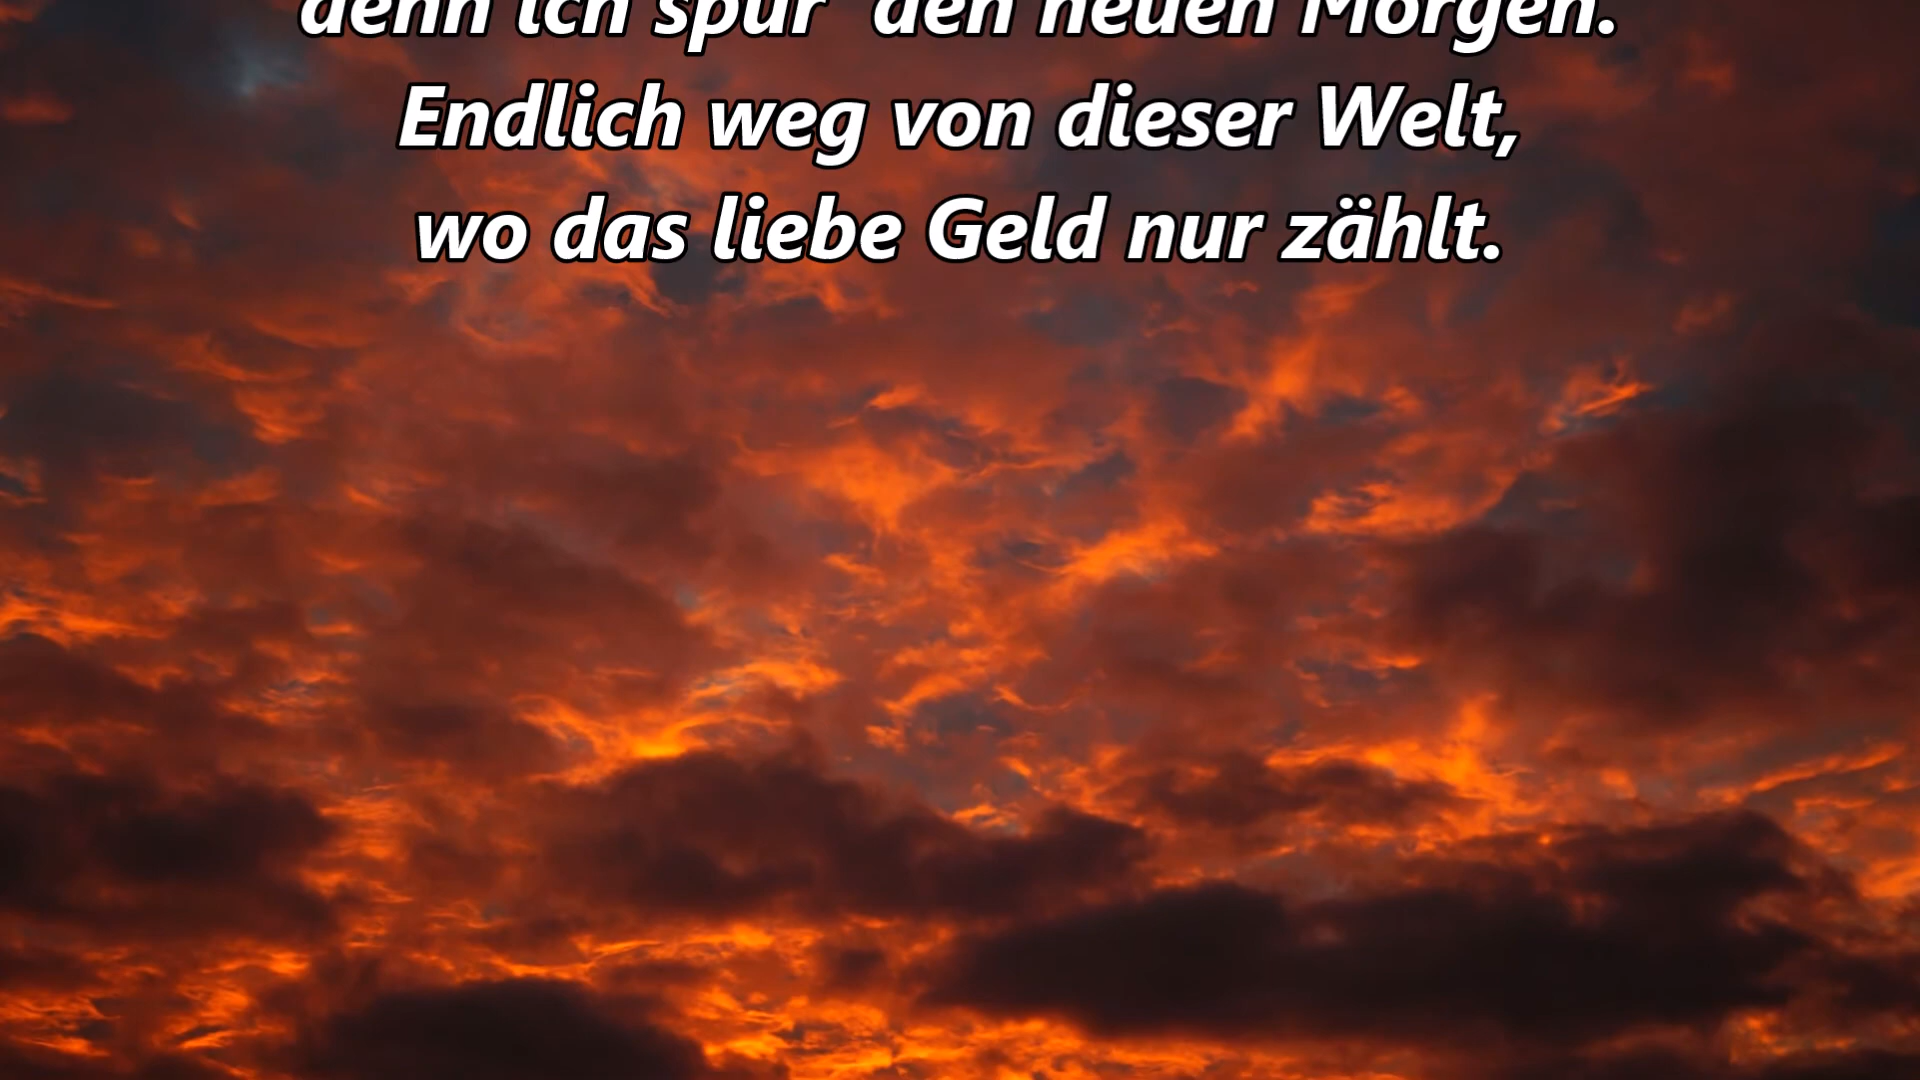 denn ich spür' den neuen Morgen.
Endlich weg von dieser Welt,
wo das liebe Geld nur zählt.